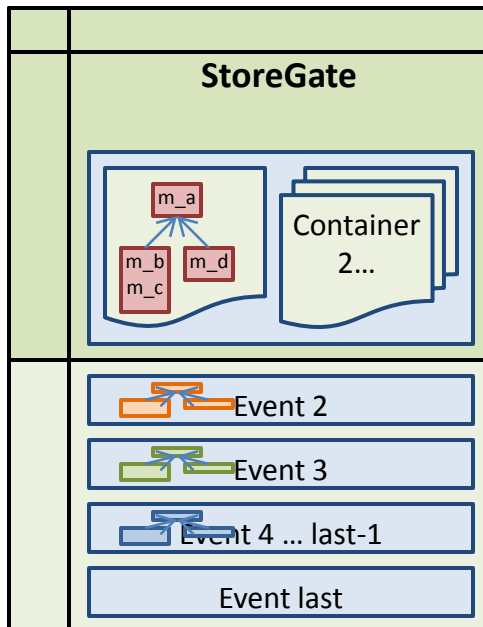 StoreGate
m_a
m_b
m_c
m_d
Container
2...
Event 2
Event 3
Event 4 ... last-1
Event last